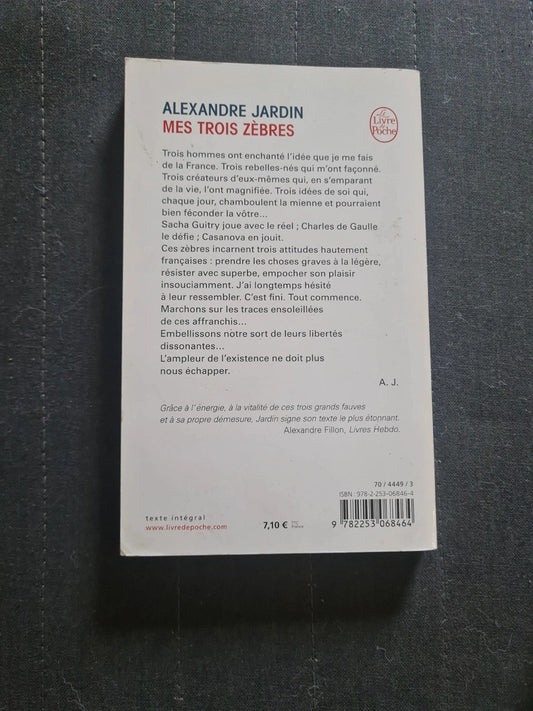 ALEXANDRE JARDIN
MES TROIS ZÈBRES
Le
Livre
de
Poche
Trois hommes ont enchanté l'idée que je me fais
de la France. Trois rebelles-nés qui m'ont façonné.
Trois créateurs d'eux-mêmes qui, en s'emparant
de la vie, l'ont magnifiée. Trois idées de soi qui,
chaque jour, chamboulent la mienne et pourraient
bien féconder la vôtre…
Sacha Guitry joue avec le réel ; Charles de Gaulle
le défie ; Casanova en jouit.
Ces zèbres incarnent trois attitudes hautement
françaises : prendre les choses graves à la légère,
résister avec superbe, empocher son plaisir
insouciamment. J'ai longtemps hésité
à leur ressembler. C'est fini. Tout commence.
Marchons sur les traces ensoleillées
de ces affranchis…
Embellissons notre sort de leurs libertés
dissonantes…
L'ampleur de l'existence ne doit plus
nous échapper.
A. J.
Grâce à l'énergie, à la vitalité de ces trois grands fauves
et à sa propre démesure, Jardin signe son texte le plus étonnant.
Alexandre Fillon, Livres Hebdo.
70 / 4449 / 3
ISBN : 978-2-253-06846-4
texte intégral
www.livredepoche.com
7,10 €
9 782253 068464